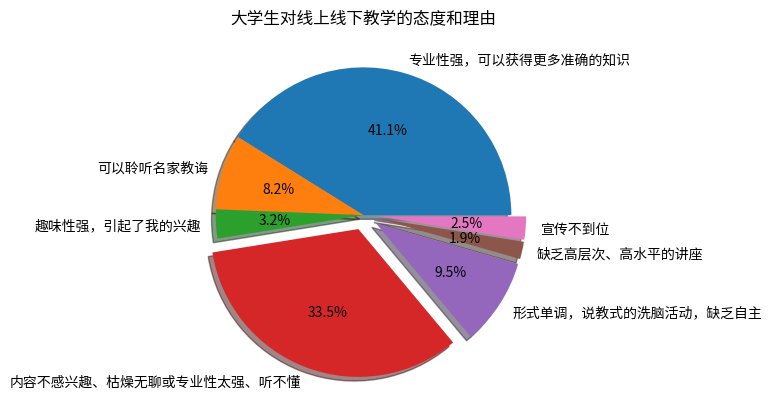 大学生对线上线下教学的态度和理由
专业性强，可以获得更多准确的知识
41.1%
可以聆听名家教诲
8.2%
趣味性强，引起了我的兴趣
3.2%
2.5%
宣传不到位
1.9%
缺乏高层次、高水平的讲座
9.5%
形式单调，说教式的洗脑活动，缺乏自主
33.5%
内容不感兴趣、枯燥无聊或专业性太强、听不懂